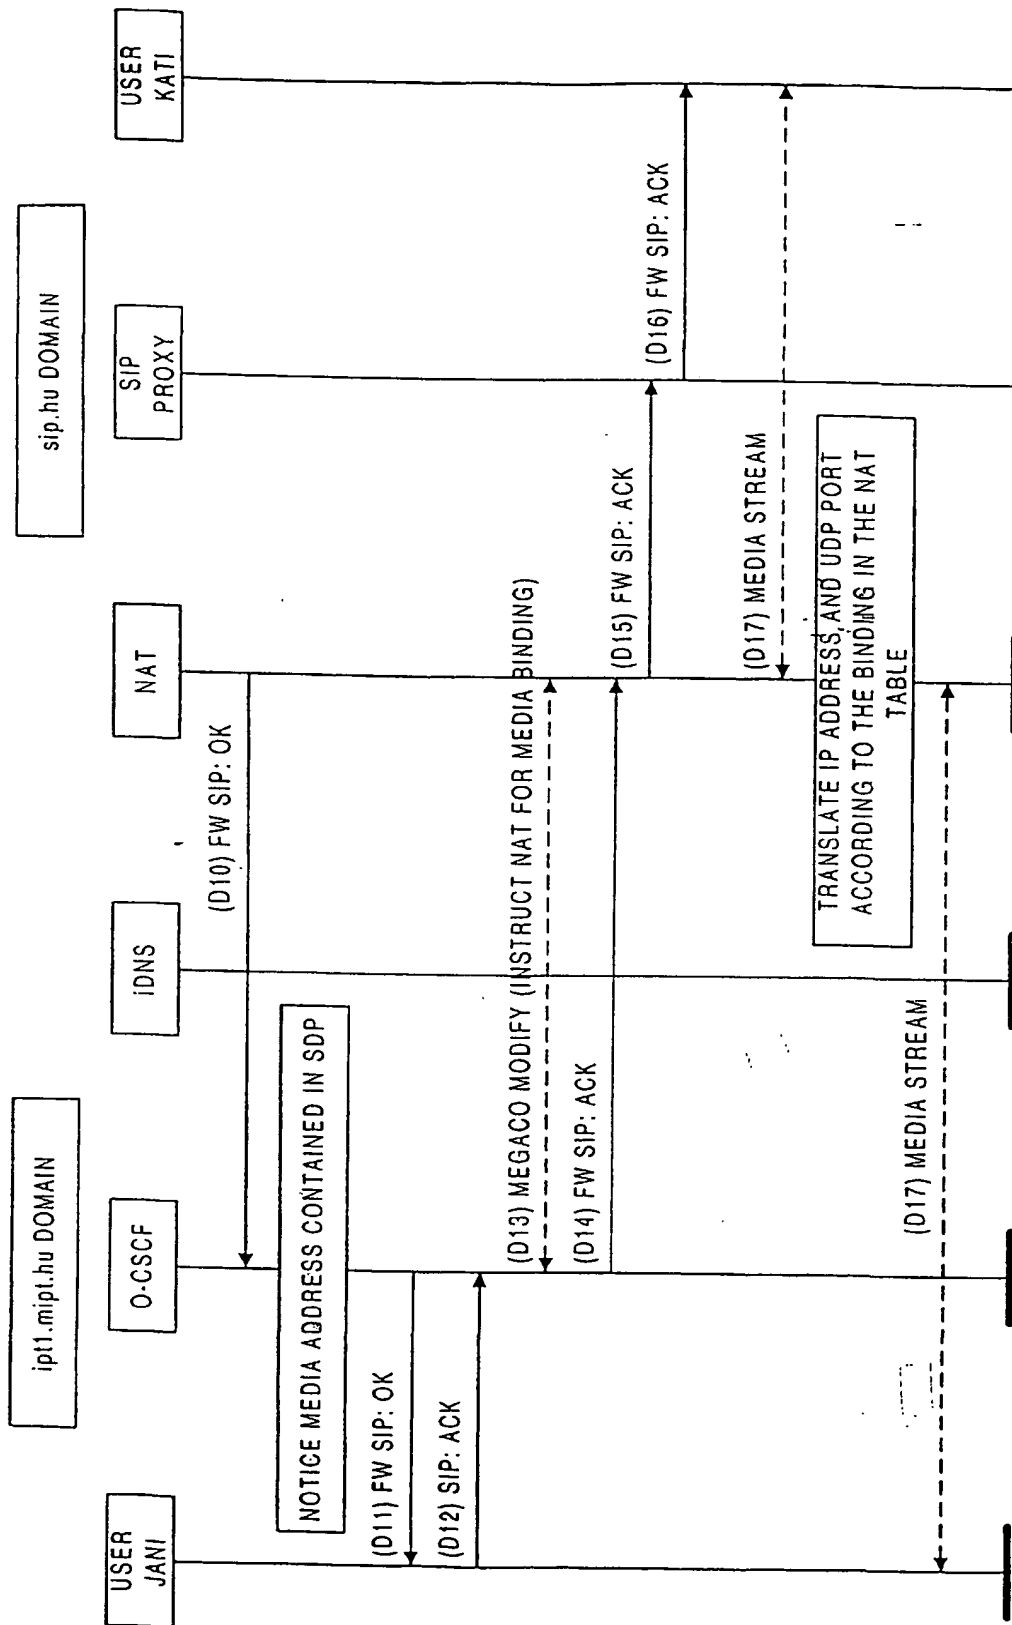 ipt1.mipt.hu DOMAIN
sip.hu DOMAIN
USER
JANI
O-CSCF
iDNS
NAT
SIP
PROXY
USER
KATI
(D10) FW SIP: OK
NOTICE MEDIA ADDRESS CONTAINED IN SDP
(D11) FW SIP: OK
(D12) SIP: ACK
(D13) MEGACO MODIFY (INSTRUCT NAT FOR MEDIA BINDING)
(D14) FW SIP: ACK
(D15) FW SIP: ACK
(D16) FW SIP: ACK
(D17) MEDIA STREAM
TRANSLATE IP ADDRESS, AND UDP PORT
ACCORDING TO THE BINDING IN THE NAT
TABLE
(D17) MEDIA STREAM